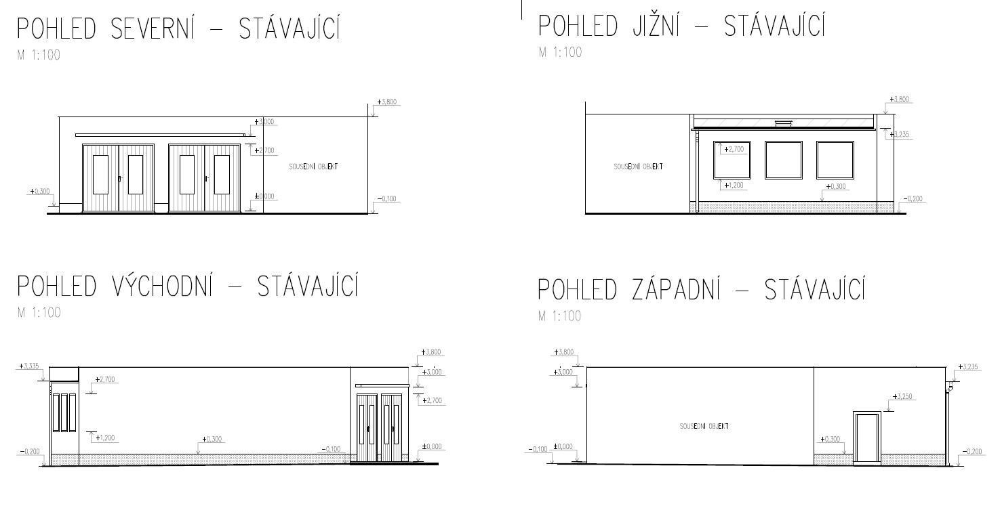 POHLED SEVERNÍ – STÁVAJÍCÍ
M 1:100
+3,800
+3,000
+2,700
SOUSEDNÍ OBJEKT
+0,300
±0,000
-0,100
POHLED JIŽNÍ – STÁVAJÍCÍ
M 1:100
+3,800
+3,235
+2,700
SOUSEDNÍ OBJEKT
+1,200
+0,300
-0,200
POHLED VÝCHODNÍ – STÁVAJÍCÍ
M 1:100
+3,800
+3,335
+3,000
+2,700
+2,700
+1,200
+0,300
-0,100
±0,000
-0,200
POHLED ZÁPADNÍ – STÁVAJÍCÍ
M 1:100
+3,800
+3,000
+3,235
+3,250
SOUSEDNÍ OBJEKT
+0,300
-0,100
±0,000
-0,200